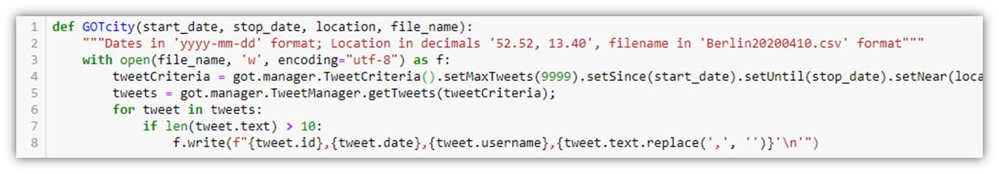 1 def GOTcity(start_date, stop_date, location, file_name):
2 """Dates in 'yyyy-mm-dd' format; Location in decimals '52.52, 13.40', filename in 'Berlin20200410.csv' format"""
3 with open(file_name, 'w', encoding="utf-8") as f:
4 tweetCriteria = got.manager.TweetCriteria().setMaxTweets(9999).setSince(start_date).setUntil(stop_date).setNear(loca
5 tweets = got.manager.TweetManager.getTweets(tweetCriteria);
6 for tweet in tweets:
7 if len(tweet.text) > 10:
8 f.write(f"{tweet.id},{tweet.date},{tweet.username},{tweet.text.replace(',', '')}'\n'")